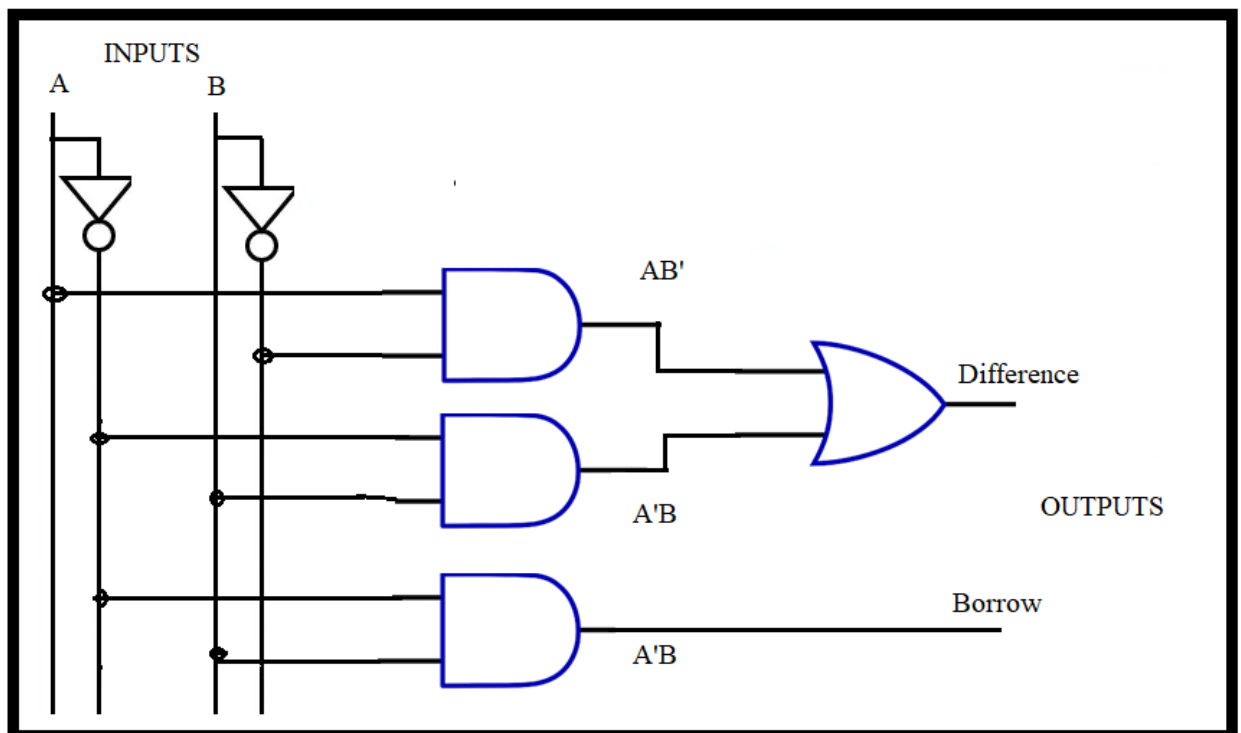 INPUTS
A
B
AB'
Difference
A'B
OUTPUTS
Borrow
A'B